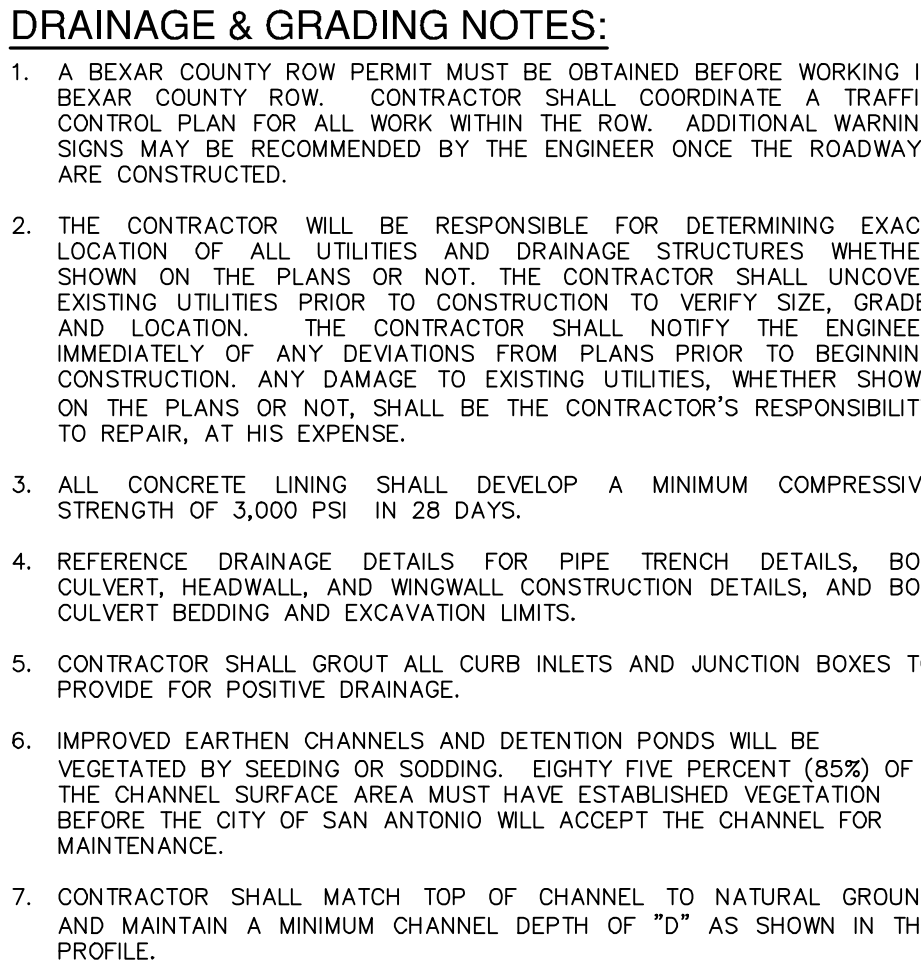 DRAINAGE & GRADING NOTES:
1. A BEXAR COUNTY ROW PERMIT MUST BE OBTAINED BEFORE WORKING I
BEXAR COUNTY ROW. CONTRACTOR SHALL COORDINATE A TRAFFI
CONTROL PLAN FOR ALL WORK WITHIN THE ROW. ADDITIONAL WARNIN
SIGNS MAY BE RECOMMENDED BY THE ENGINEER ONCE THE ROADWAY
ARE CONSTRUCTED.
2. THE CONTRACTOR WILL BE RESPONSIBLE FOR DETERMINING EXAC
LOCATION OF ALL UTILITIES AND DRAINAGE STRUCTURES WHETHE
SHOWN ON THE PLANS OR NOT. THE CONTRACTOR SHALL UNCOVE
EXISTING UTILITIES PRIOR TO CONSTRUCTION TO VERIFY SIZE, GRADE
AND LOCATION. THE CONTRACTOR SHALL NOTIFY THE ENGINEE
IMMEDIATELY OF ANY DEVIATIONS FROM PLANS PRIOR TO BEGINNIN
CONSTRUCTION. ANY DAMAGE TO EXISTING UTILITIES, WHETHER SHOW
ON THE PLANS OR NOT, SHALL BE THE CONTRACTOR'S RESPONSIBILIT
TO REPAIR, AT HIS EXPENSE.
3. ALL CONCRETE LINING SHALL DEVELOP A MINIMUM COMPRESSIV
STRENGTH OF 3,000 PSI IN 28 DAYS.
4. REFERENCE DRAINAGE DETAILS FOR PIPE TRENCH DETAILS, BO
CULVERT, HEADWALL, AND WINGWALL CONSTRUCTION DETAILS, AND BO
CULVERT BEDDING AND EXCAVATION LIMITS.
5. CONTRACTOR SHALL GROUT ALL CURB INLETS AND JUNCTION BOXES TO
PROVIDE FOR POSITIVE DRAINAGE.
6. IMPROVED EARTHEN CHANNELS AND DETENTION PONDS WILL BE
VEGETATED BY SEEDING OR SODDING. EIGHTY FIVE PERCENT (85%) OF
THE CHANNEL SURFACE AREA MUST HAVE ESTABLISHED VEGETATION
BEFORE THE CITY OF SAN ANTONIO WILL ACCEPT THE CHANNEL FOR
MAINTENANCE.
7. CONTRACTOR SHALL MATCH TOP OF CHANNEL TO NATURAL GROUN
AND MAINTAIN A MINIMUM CHANNEL DEPTH OF "D" AS SHOWN IN TH
PROFILE.